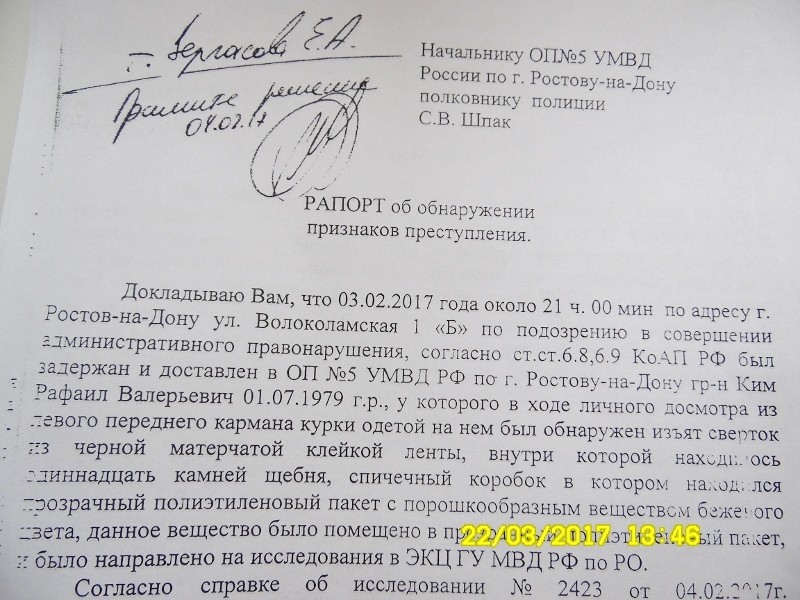 Вергасова Е.А.
Примите решение
04.02.17
Начальнику ОП№5 УМВД
России по г. Ростову-на-Дону
полковнику полиции
С.В. Шпак
РАПОРТ об обнаружении
признаков преступления.
Докладываю Вам, что 03.02.2017 года около 21 ч. 00 мин по адресу г.
Ростов-на-Дону ул. Волоколамская 1 «Б» по подозрению в совершении
административного правонарушения, согласно ст.ст.6.8,6.9 КоАП РФ был
задержан и доставлен в ОП №5 УМВД РФ по г. Ростову-на-Дону гр-н Ким
Рафаил Валерьевич 01.07.1979 г.р., у которого в ходе личного досмотра из
левого переднего кармана курки одетой на нем был обнаружен изъят сверток
из черной матерчатой клейкой ленты, внутри которой находилось
одиннадцать камней щебня, спичечный коробок в котором находился
прозрачный полиэтиленовый пакет с порошкообразным веществом бежевого
цвета, данное вещество было помещено в полиэтиленовый пакет,
и было направлено на исследования в ЭКЦ ГУ МВД РФ по РО.
Согласно справке об исследовании № 2423 от 04.02.2017г.
22/08/2017 13:46